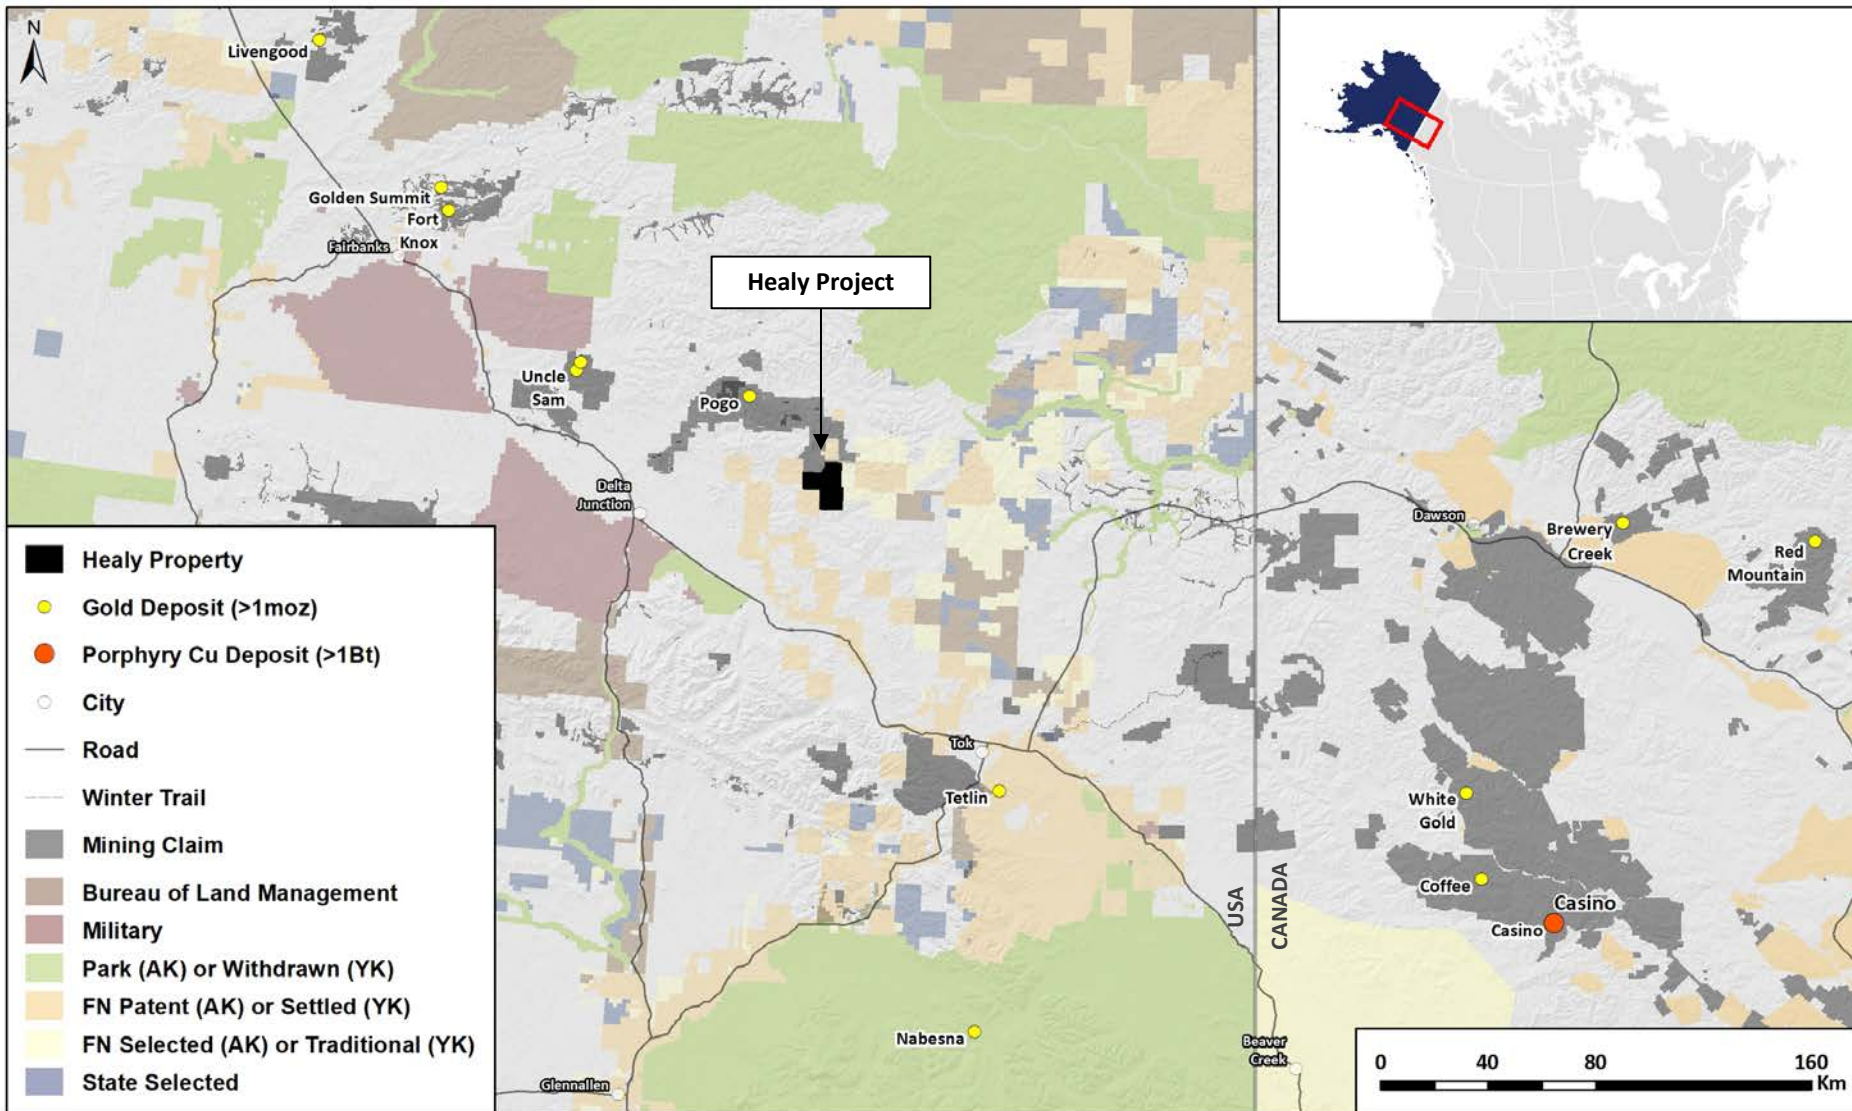 N
Livengood
Golden Summit
Fort
Knox
Fairbanks
Healy Project
Uncle
Sam
Pogo
Delta
Junction
Dawson
Brewery
Creek
Red
Mountain
Tok
Tetlin
White
Gold
Coffee
Casino
Casino
USA
CANADA
Nabesna
Beaver
Creek
Glennallen
Healy Property
Gold Deposit (>1moz)
Porphyry Cu Deposit (>1Bt)
City
Road
Winter Trail
Mining Claim
Bureau of Land Management
Military
Park (AK) or Withdrawn (YK)
FN Patent (AK) or Settled (YK)
FN Selected (AK) or Traditional (YK)
State Selected
0 40 80 160
Km